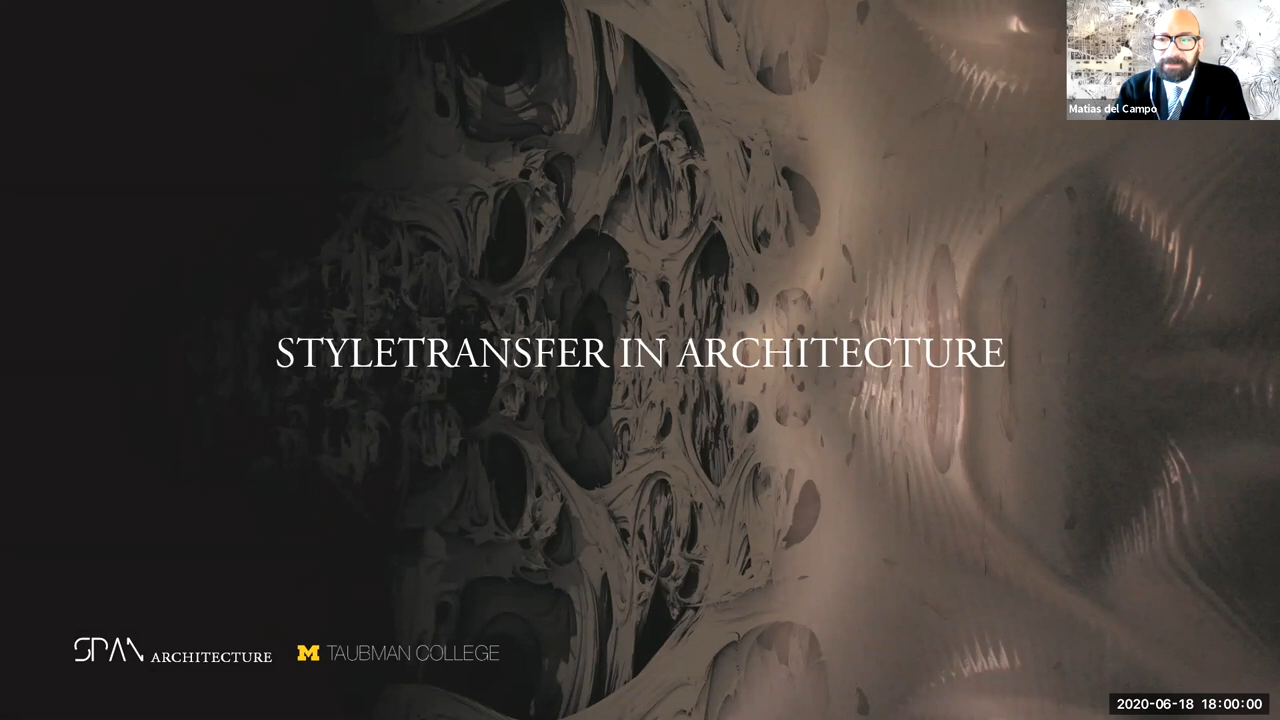 Matias del Campo
STYLETRANSFER IN ARCHITECTURE
SPAN ARCHITECTURE
M TAUBMAN COLLEGE
2020-06-18 18:00:00